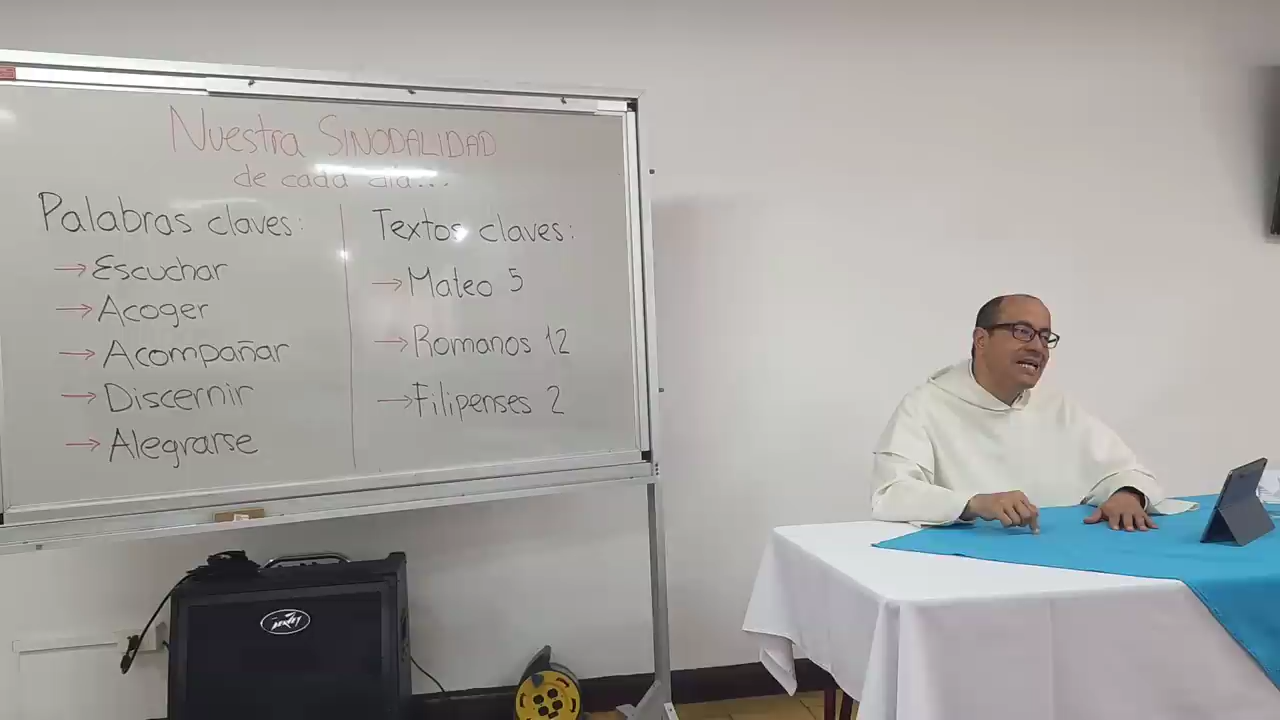 Nuestra SINODALIDAD
de cada día...
Palabras claves:
→ Escuchar
→ Acoger
→ Acompañar
→ Discernir
→ Alegrarse
Textos claves:
→ Mateo 5
→ Romanos 12
→ Filipenses 2
PEAVEY